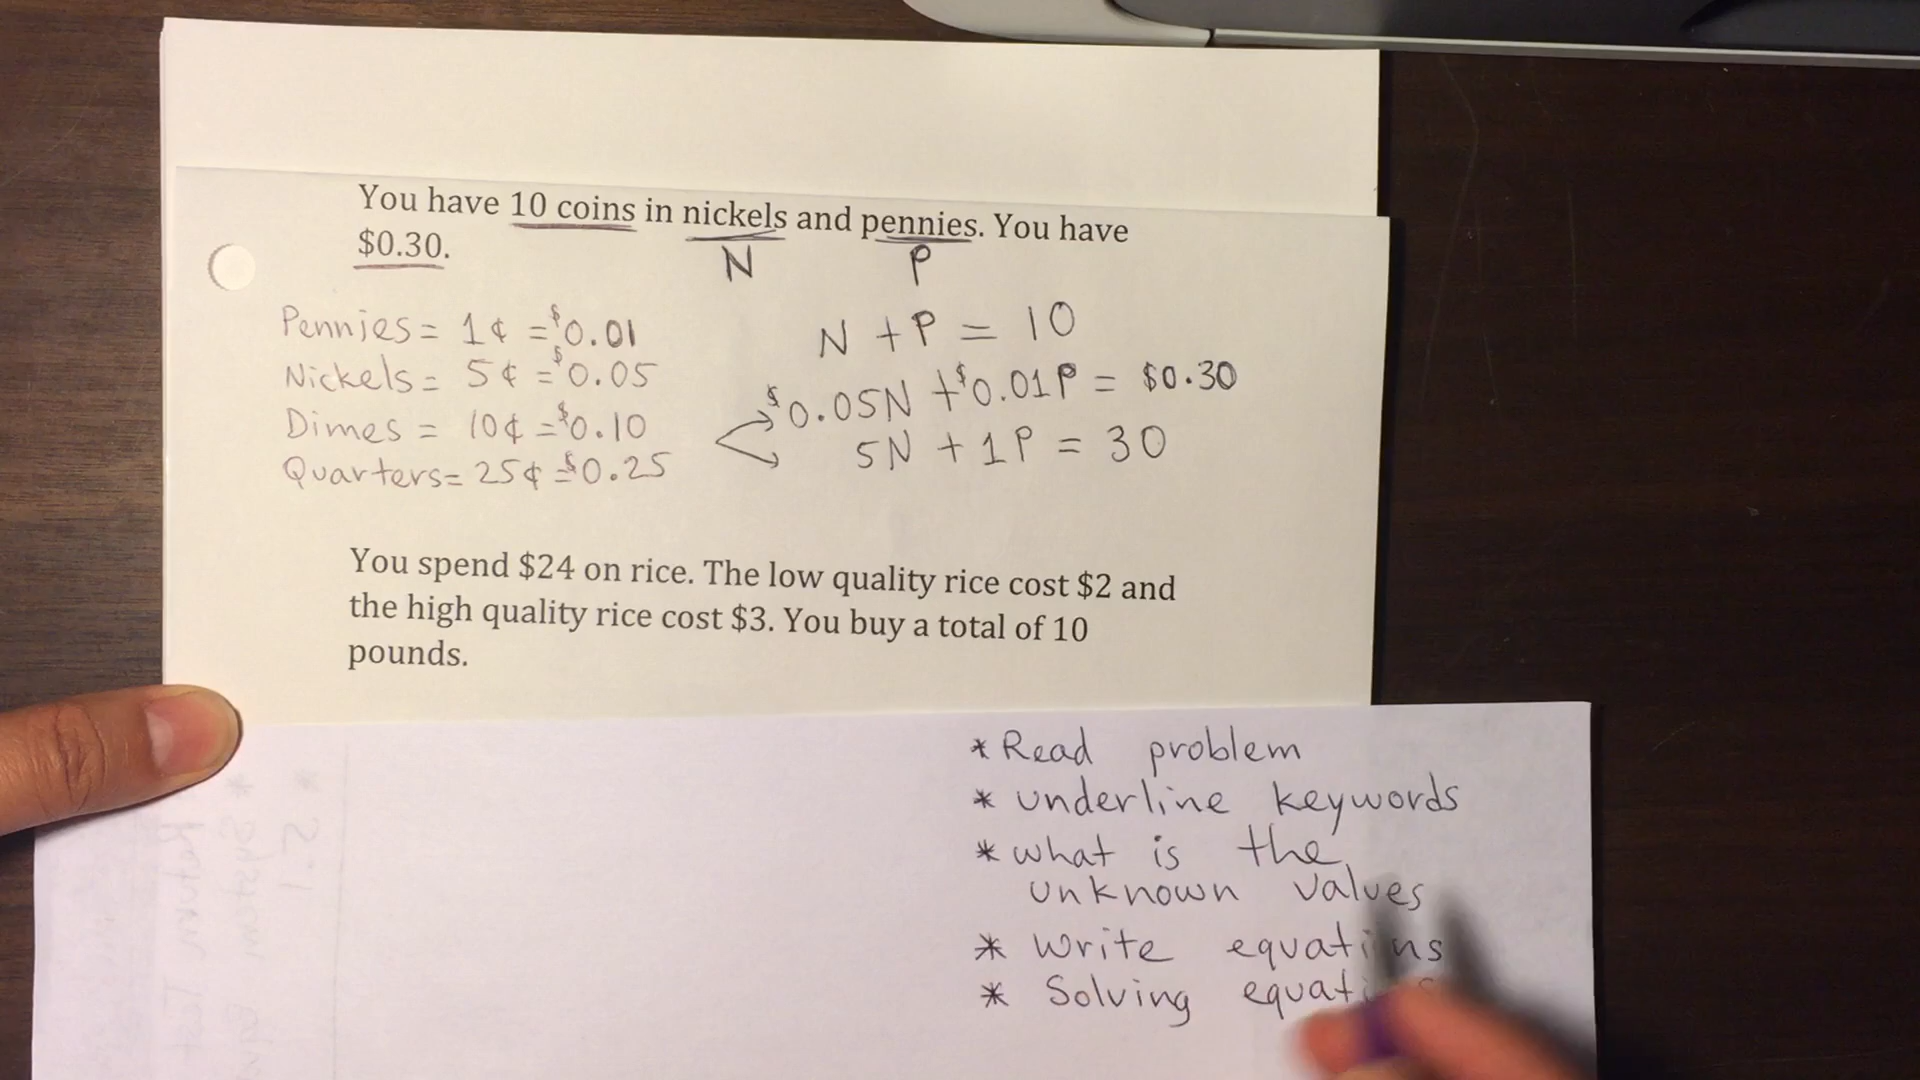 You have 10 coins in nickels and pennies. You have
$0.30.
N P
Pennies = 1¢ = $0.01
Nickels = 5¢ = $0.05
Dimes = 10¢ = $0.10
Quarters = 25¢ = $0.25
N + P = 10
$0.05N + $0.01P = $0.30
5N + 1P = 30
You spend $24 on rice. The low quality rice cost $2 and
the high quality rice cost $3. You buy a total of 10
pounds.
* Read problem
* underline keywords
* what is the
unknown values
* Write equations
* Solving